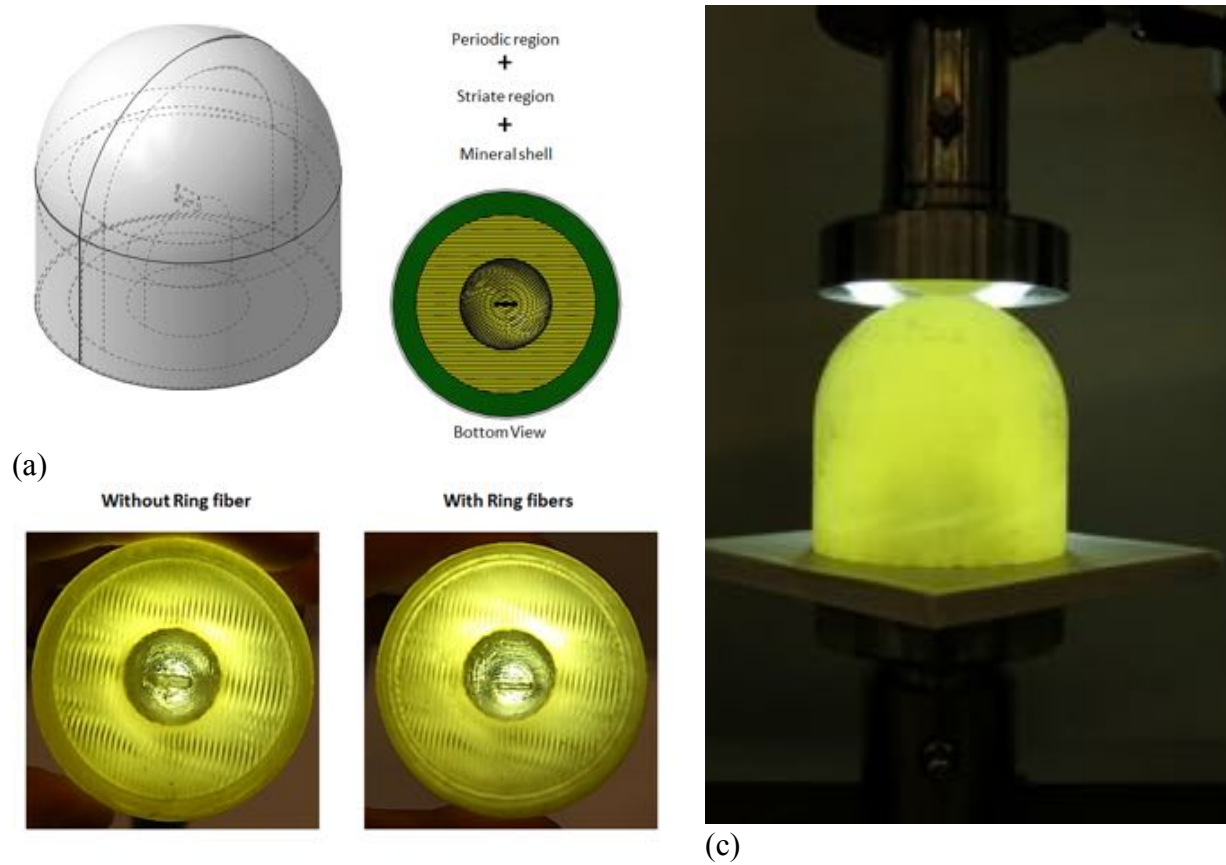 Periodic region
+
Striate region
+
Mineral shell
Bottom View
(a)
Without Ring fiber
With Ring fibers
(c)